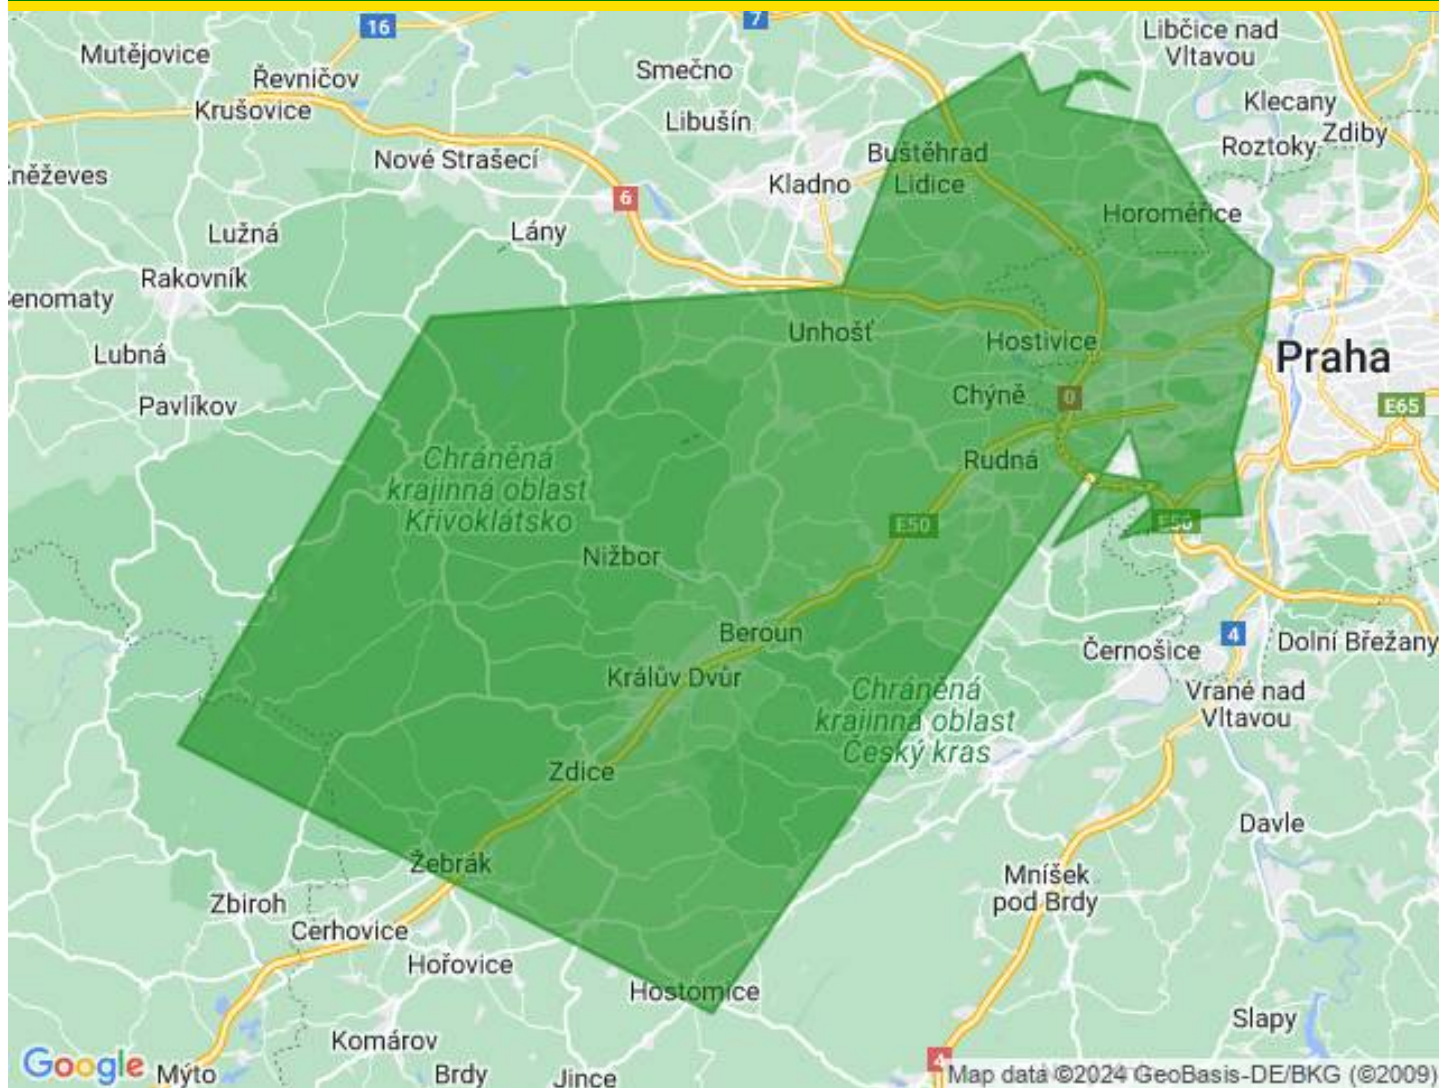 16
7
Libčice nad
Vltavou
Mutějovice
Řevničov
Smečno
Krušovice
Klecany
Libušín
Zdiby
Roztoky
Nové Strašecí
Buštěhrad
Kněževes
Kladno
Lidice
6
Horoměřice
Lány
Lužná
Rakovník
Senomaty
Unhošť
Hostivice
Lubná
Praha
Chýně
0
Pavlíkov
E65
Rudná
Chráněná
krajinná oblast
Křivoklátsko
E50
E50
Nižbor
Beroun
4
Dolní Břežany
Černošice
Králův Dvůr
Chráněná
krajinná oblast
Český kras
Vrané nad
Vltavou
Zdice
Davle
Žebrák
Mníšek
pod Brdy
Zbiroh
Cerhovice
Hořovice
Hostomice
Slapy
Komárov
Google
Mýto
Brdy
Jince
4
Map data ©2024 GeoBasis-DE/BKG (©2009)